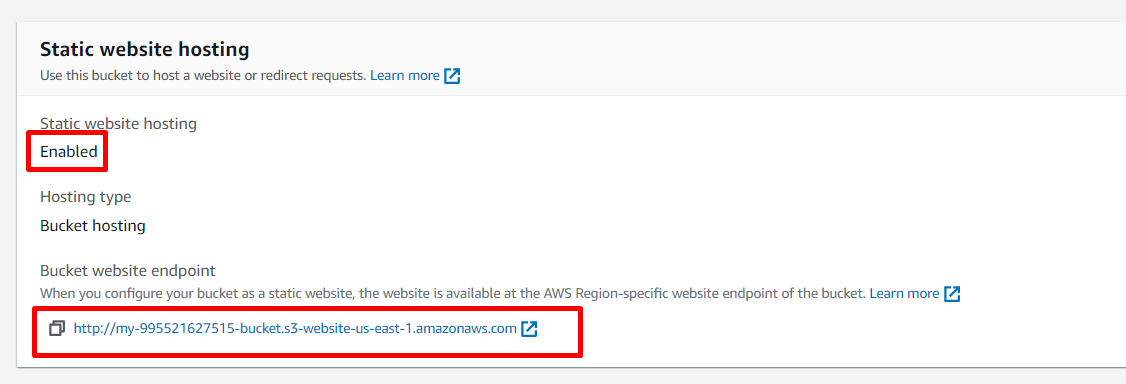 Static website hosting
Use this bucket to host a website or redirect requests. Learn more
Static website hosting
Enabled
Hosting type
Bucket hosting
Bucket website endpoint
When you configure your bucket as a static website, the website is available at the AWS Region-specific website endpoint of the bucket. Learn more
http://my-995521627515-bucket.s3-website-us-east-1.amazonaws.com